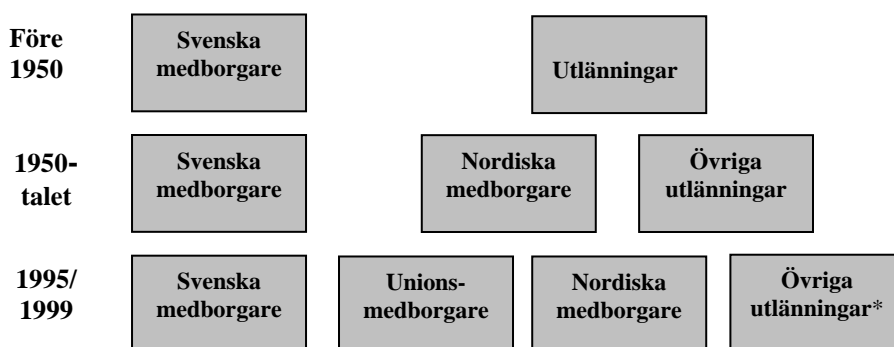 Före
1950
Svenska
medborgare
Utlänningar
1950-
talet
Svenska
medborgare
Nordiska
medborgare
Övriga
utlänningar
1995/
1999
Svenska
medborgare
Unions-
medborgare
Nordiska
medborgare
Övriga
utlänningar*